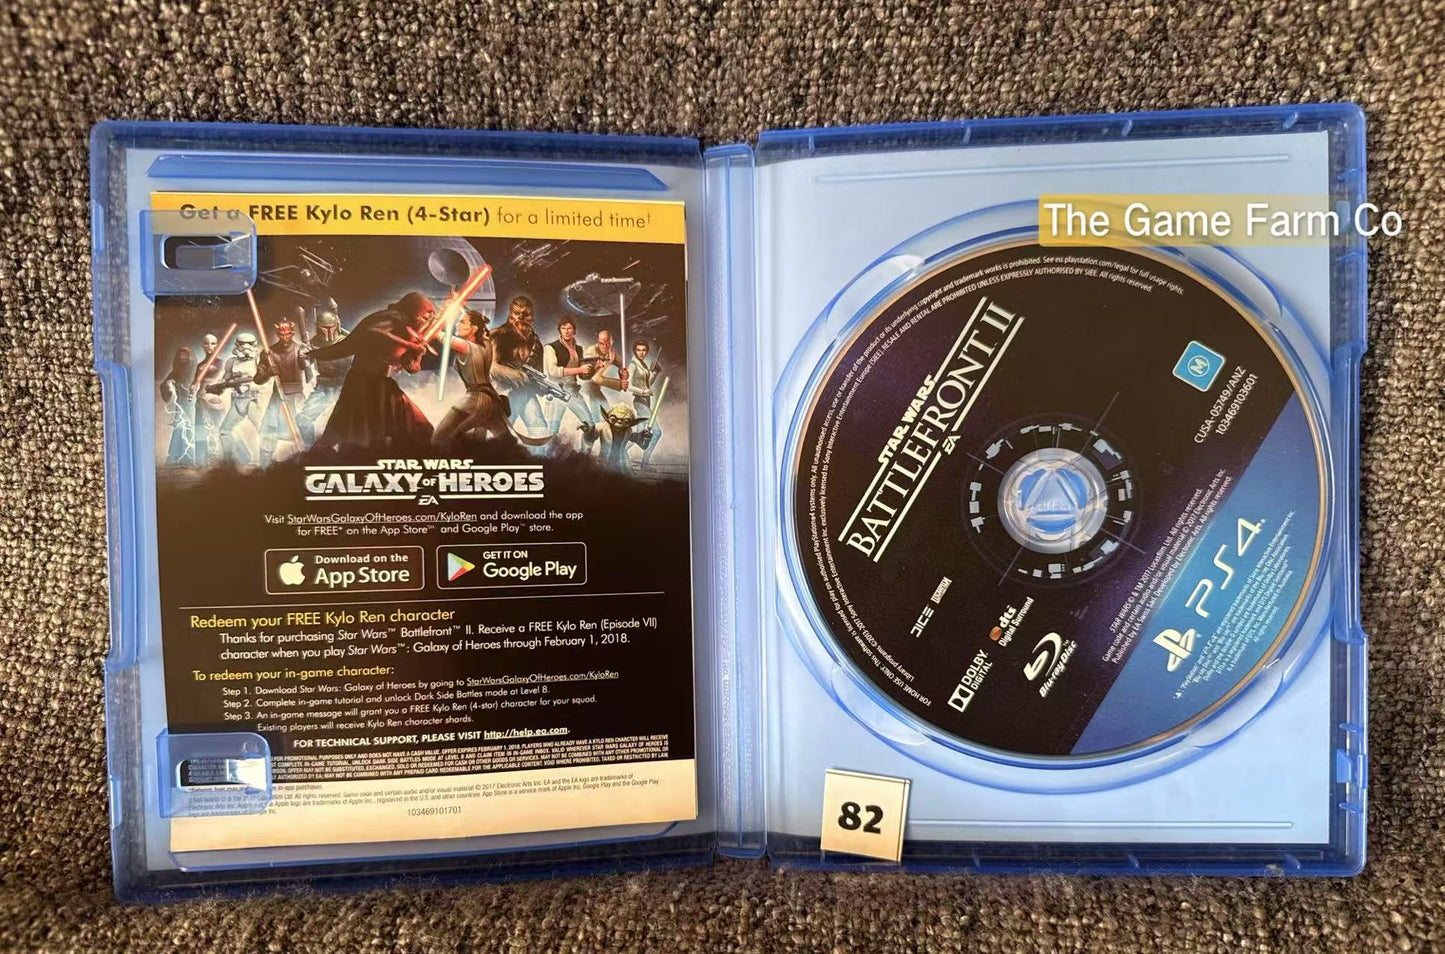 Get a FREE Kylo Ren (4-Star) for a limited time†
STAR WARS
GALAXY OF HEROES
EA
Visit StarWarsGalaxyOfHeroes.com/KyloRen and download the app
for FREE* on the App Store℠ and Google Play™ store.
Download on the
App Store
GET IT ON
Google Play
Redeem your FREE Kylo Ren character
Thanks for purchasing Star Wars™ Battlefront™ II. Receive a FREE Kylo Ren (Episode VII)
character when you play Star Wars™: Galaxy of Heroes through February 1, 2018.
To redeem your in-game character:
Step 1. Download Star Wars: Galaxy of Heroes by going to StarWarsGalaxyOfHeroes.com/KyloRen
Step 2. Complete in-game tutorial and unlock Dark Side Battles mode at Level 8.
Step 3. An in-game message will grant you a FREE Kylo Ren (4-star) character for your squad.
Existing players will receive Kylo Ren character shards.
FOR TECHNICAL SUPPORT, PLEASE VISIT http://help.ea.com.
103469101701
The Game Farm Co
STAR WARS
BATTLEFRONT II
EA
M
CUSA-05749/ANZ
103469103601
PS4
DICE
dts
Digital Surround
DOLBY
DIGITAL
Blu-ray Disc
82